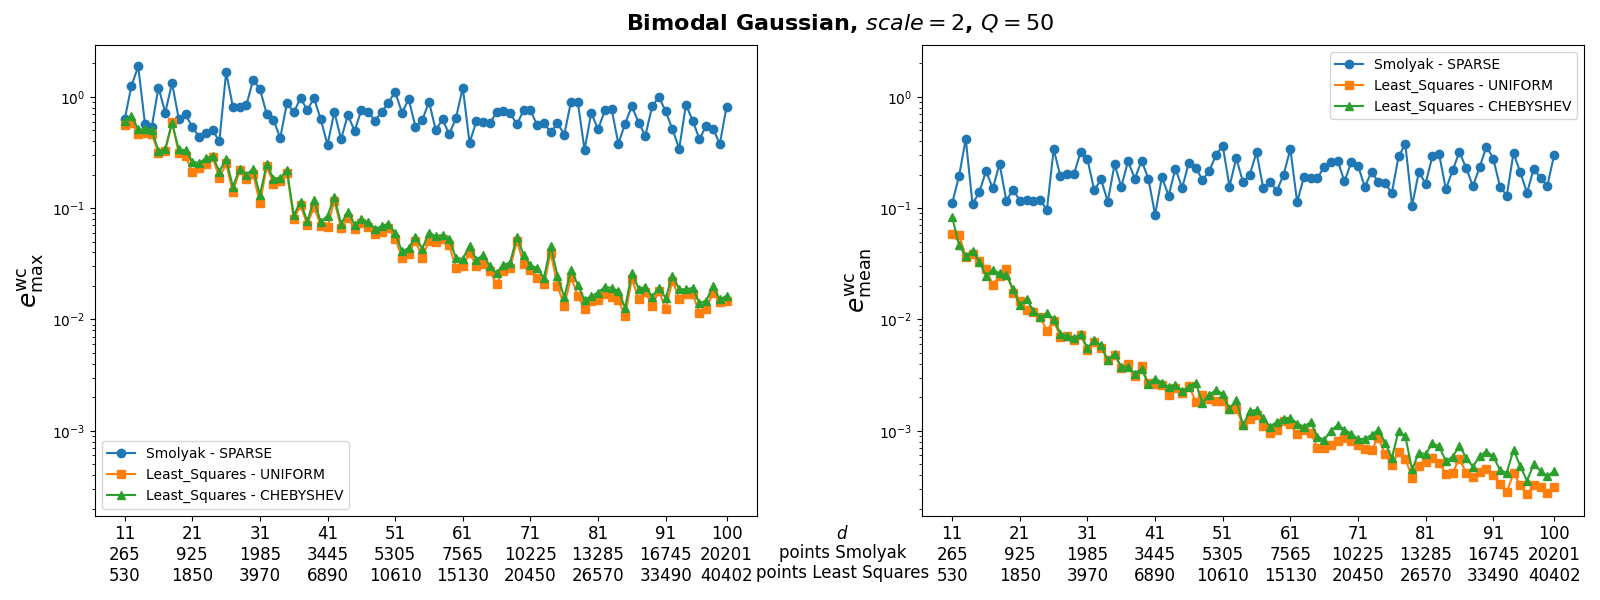 Bimodal Gaussian, scale = 2, Q = 50
10⁰
10⁻¹
10⁻²
10⁻³
e^wc_max
Smolyak - SPARSE
Least_Squares - UNIFORM
Least_Squares - CHEBYSHEV
10⁰
10⁻¹
10⁻²
10⁻³
e^wc_mean
Smolyak - SPARSE
Least_Squares - UNIFORM
Least_Squares - CHEBYSHEV
11 21 31 41 51 61 71 81 91 100 d 11 21 31 41 51 61 71 81 91 100
265 925 1985 3445 5305 7565 10225 13285 16745 20201 points Smolyak 265 925 1985 3445 5305 7565 10225 13285 16745 20201
530 1850 3970 6890 10610 15130 20450 26570 33490 40402 points Least Squares 530 1850 3970 6890 10610 15130 20450 26570 33490 40402